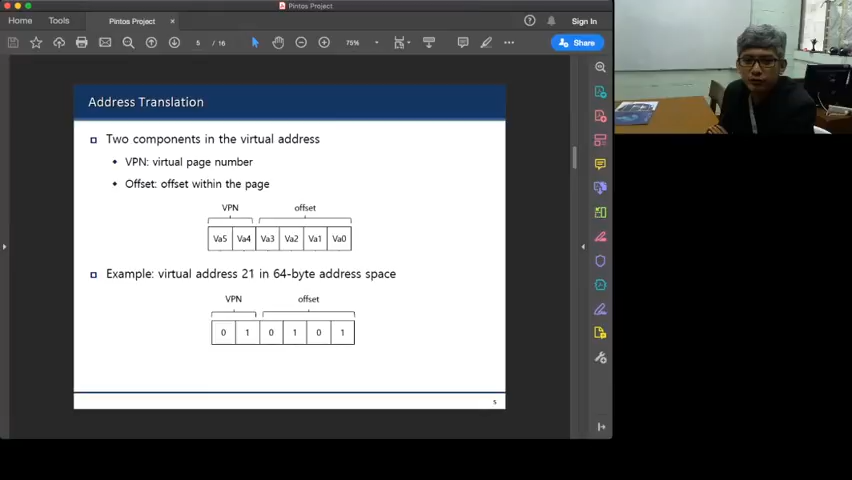 Pintos Project
Home
Tools
Pintos Project
×
Sign In
5 / 16
75%
Share
Address Translation
Two components in the virtual address
VPN: virtual page number
Offset: offset within the page
VPN offset
Va5 Va4 Va3 Va2 Va1 Va0
Example: virtual address 21 in 64-byte address space
VPN offset
0 1 0 1 0 1
5